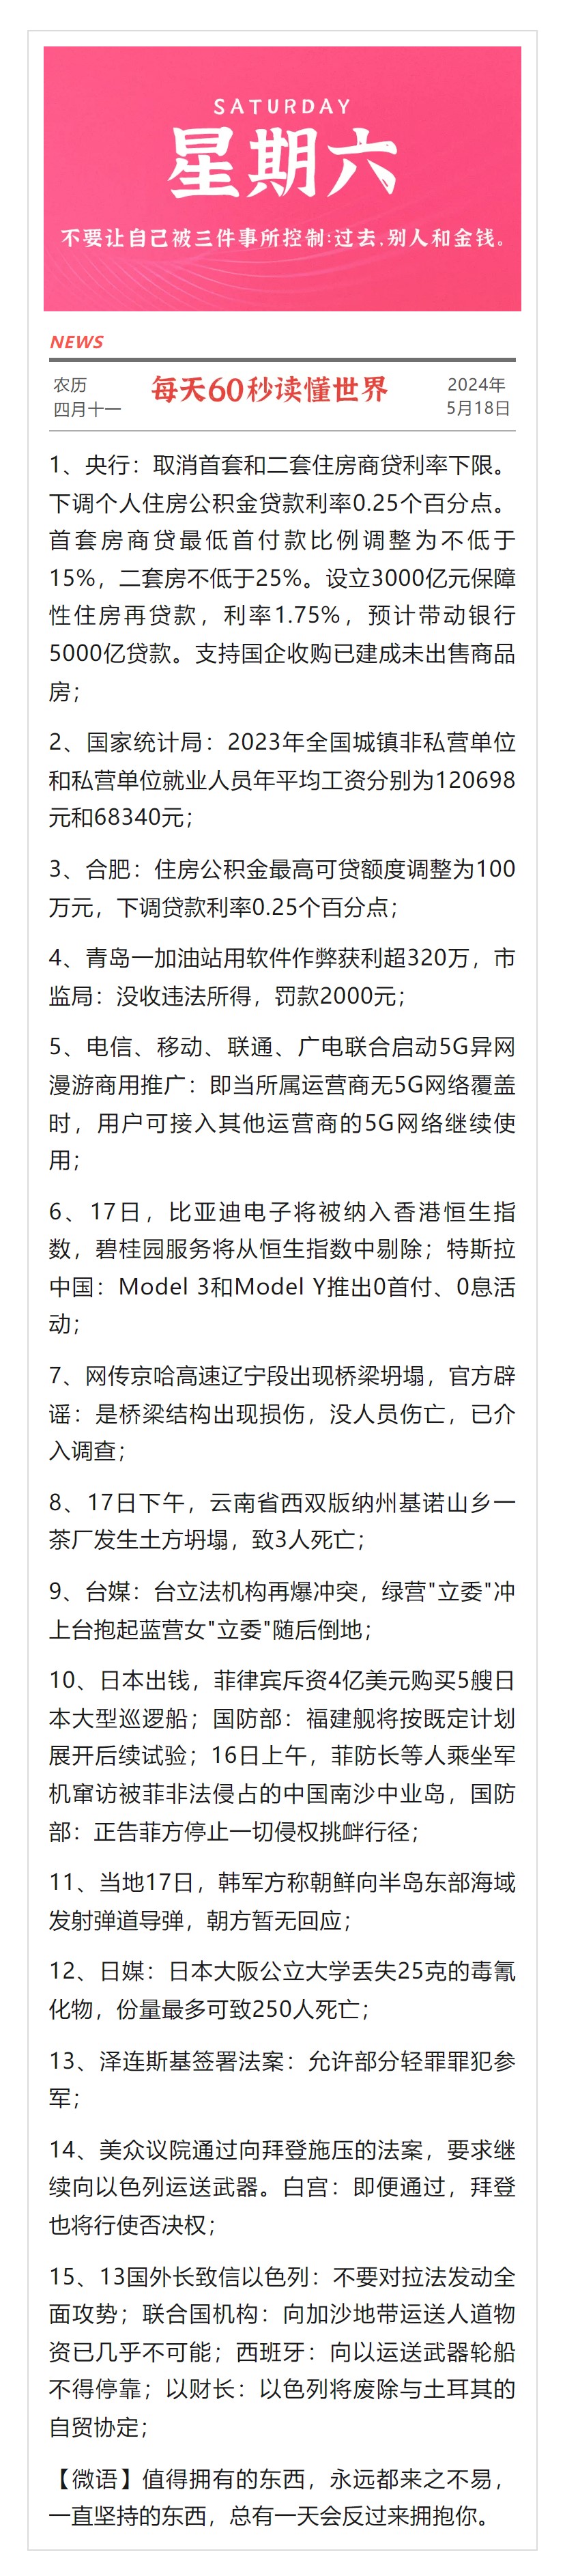 SATURDAY
星期六
不要让自己被三件事所控制:过去,别人和金钱。
NEWS
农历
四月十一
每天60秒读懂世界
2024年
5月18日
1、央行：取消首套和二套住房商贷利率下限。
下调个人住房公积金贷款利率0.25个百分点。
首套房商贷最低首付款比例调整为不低于
15%，二套房不低于25%。设立3000亿元保障
性住房再贷款，利率1.75%，预计带动银行
5000亿贷款。支持国企收购已建成未出售商品
房；
2、国家统计局：2023年全国城镇非私营单位
和私营单位就业人员年平均工资分别为120698
元和68340元；
3、合肥：住房公积金最高可贷额度调整为100
万元，下调贷款利率0.25个百分点；
4、青岛一加油站用软件作弊获利超320万，市
监局：没收违法所得，罚款2000元；
5、电信、移动、联通、广电联合启动5G异网
漫游商用推广：即当所属运营商无5G网络覆盖
时，用户可接入其他运营商的5G网络继续使
用；
6、17日，比亚迪电子将被纳入香港恒生指
数，碧桂园服务将从恒生指数中剔除；特斯拉
中国：Model 3和Model Y推出0首付、0息活
动；
7、网传京哈高速辽宁段出现桥梁坍塌，官方辟
谣：是桥梁结构出现损伤，没人员伤亡，已介
入调查；
8、17日下午，云南省西双版纳州基诺山乡一
茶厂发生土方坍塌，致3人死亡；
9、台媒：台立法机构再爆冲突，绿营"立委"冲
上台抱起蓝营女"立委"随后倒地；
10、日本出钱，菲律宾斥资4亿美元购买5艘日
本大型巡逻船；国防部：福建舰将按既定计划
展开后续试验；16日上午，菲防长等人乘坐军
机窜访被菲非法侵占的中国南沙中业岛，国防
部：正告菲方停止一切侵权挑衅行径；
11、当地17日，韩军方称朝鲜向半岛东部海域
发射弹道导弹，朝方暂无回应；
12、日媒：日本大阪公立大学丢失25克的毒氰
化物，份量最多可致250人死亡；
13、泽连斯基签署法案：允许部分轻罪罪犯参
军；
14、美众议院通过向拜登施压的法案，要求继
续向以色列运送武器。白宫：即便通过，拜登
也将行使否决权；
15、13国外长致信以色列：不要对拉法发动全
面攻势；联合国机构：向加沙地带运送人道物
资已几乎不可能；西班牙：向以运送武器轮船
不得停靠；以财长：以色列将废除与土耳其的
自贸协定；
【微语】值得拥有的东西，永远都来之不易，
一直坚持的东西，总有一天会反过来拥抱你。